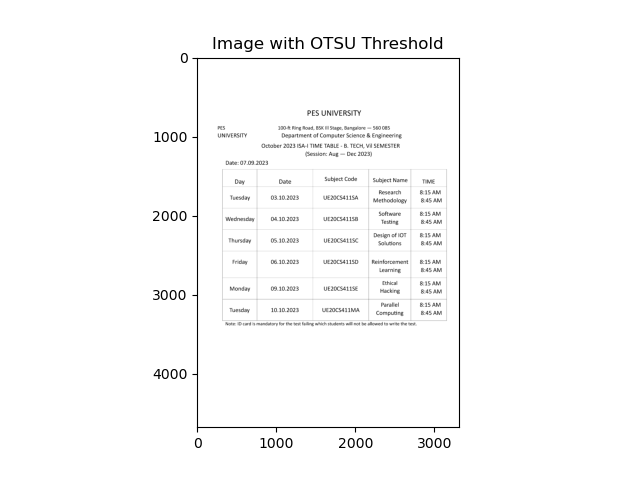 Image with OTSU Threshold
PES UNIVERSITY
PES 100-ft Ring Road, BSK III Stage, Bangalore — 560 085
UNIVERSITY Department of Computer Science & Engineering
October 2023 ISA-I TIME TABLE - B. TECH, VII SEMESTER
(Session: Aug — Dec 2023)
Date: 07.09.2023
Day Date Subject Code Subject Name TIME
Tuesday 03.10.2023 UE20CS411SA Research Methodology 8:15 AM 8:45 AM
Wednesday 04.10.2023 UE20CS411SB Software Testing 8:15 AM 8:45 AM
Thursday 05.10.2023 UE20CS411SC Design of IOT Solutions 8:15 AM 8:45 AM
Friday 06.10.2023 UE20CS411SD Reinforcement Learning 8:15 AM 8:45 AM
Monday 09.10.2023 UE20CS411SE Ethical Hacking 8:15 AM 8:45 AM
Tuesday 10.10.2023 UE20CS411MA Parallel Computing 8:15 AM 8:45 AM
Note: ID card is mandatory for the test failing which students will not be allowed to write the test.
0
1000
2000
3000
4000
0 1000 2000 3000